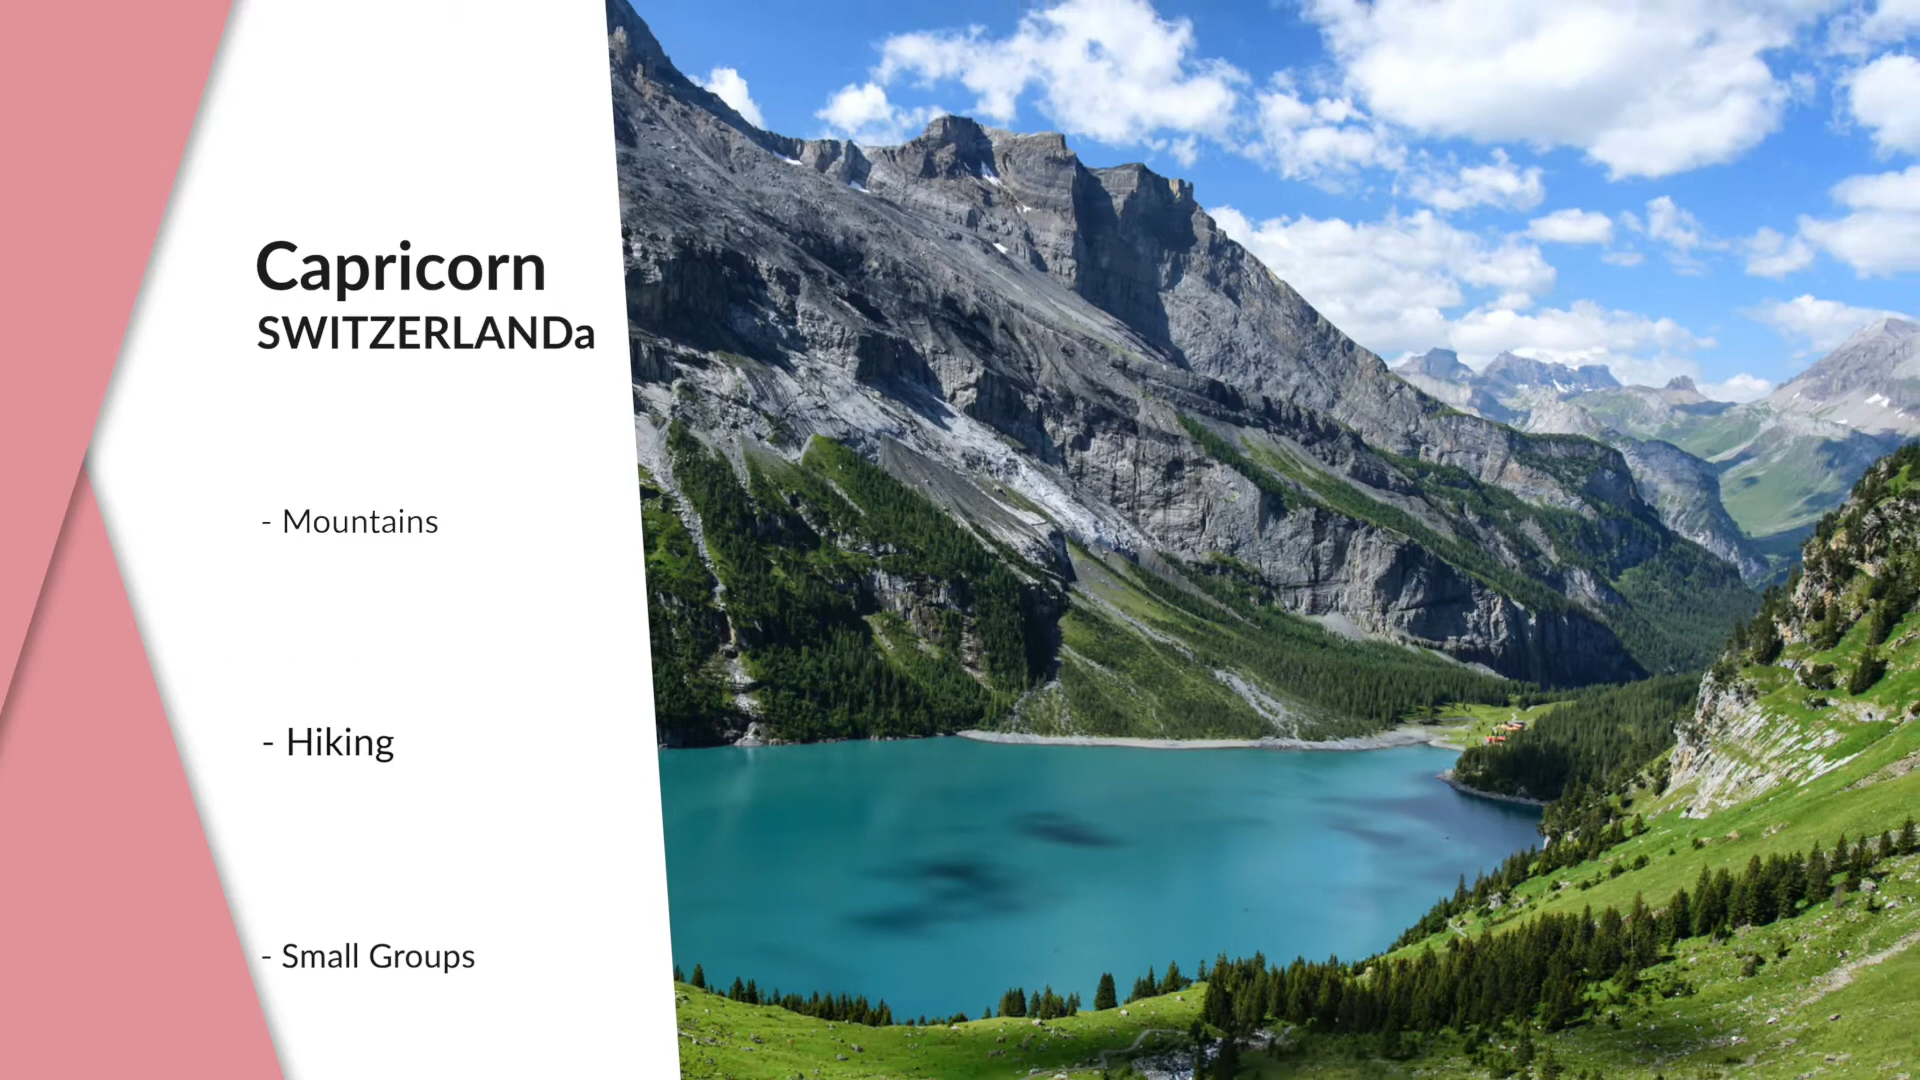 Capricorn
SWITZERLANDa
- Mountains
- Hiking
- Small Groups